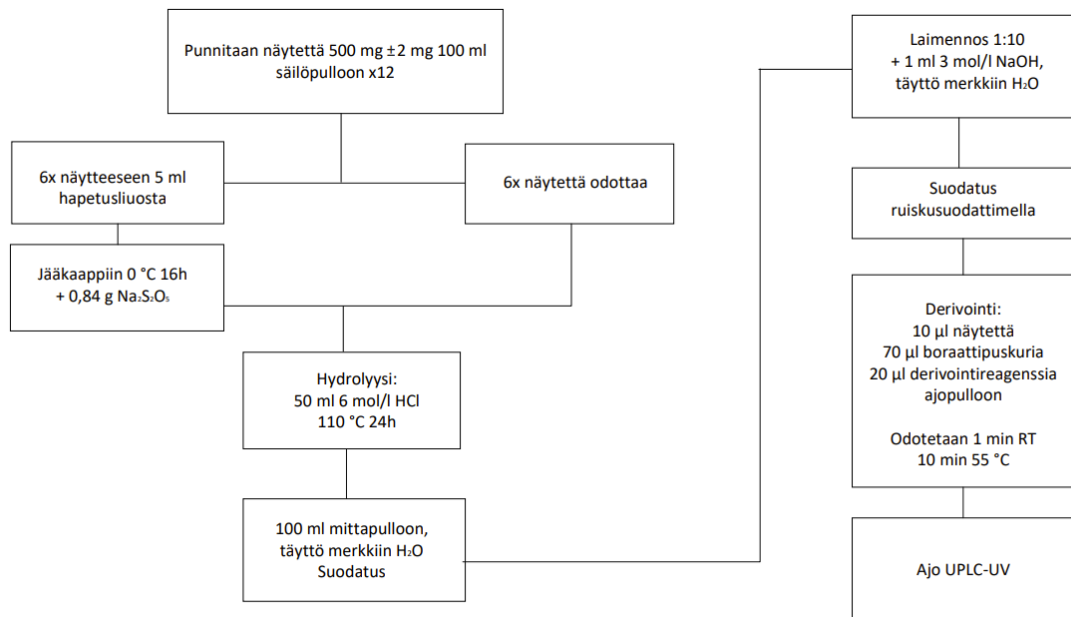 Punnitaan näytettä 500 mg ±2 mg 100 ml
säilöpulloon x12
6x näytteeseen 5 ml
hapetusliuosta
6x näytettä odottaa
Jääkaappiin 0 °C 16h
+ 0,84 g Na₂S₂O₅
Hydrolyysi:
50 ml 6 mol/l HCl
110 °C 24h
100 ml mittapulloon,
täyttö merkkiin H₂O
Suodatus
Laimennos 1:10
+ 1 ml 3 mol/l NaOH,
täyttö merkkiin H₂O
Suodatus
ruiskusuodattimella
Derivointi:
10 µl näytettä
70 µl boraattipuskuria
20 µl derivointireagenssia
ajopulloon
Odotetaan 1 min RT
10 min 55 °C
Ajo UPLC-UV